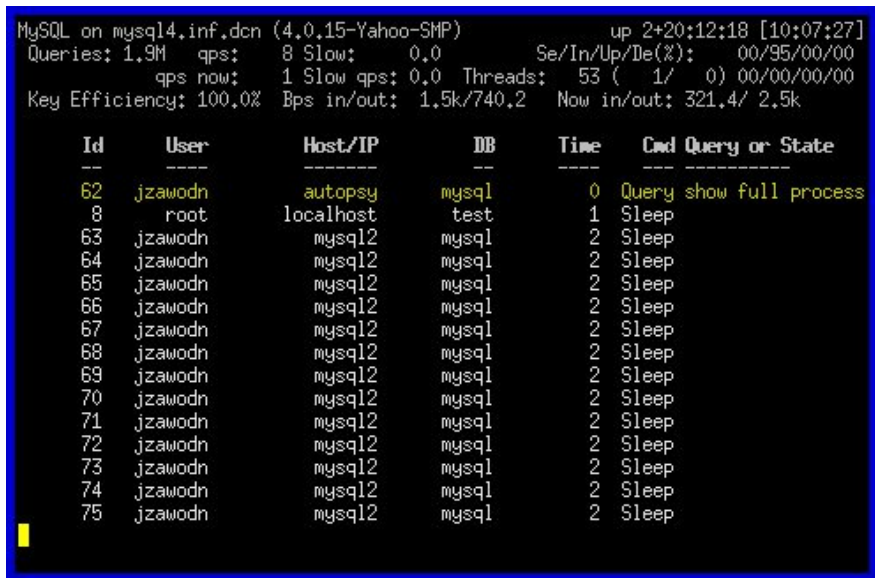 MySQL on mysql4.inf.dcn (4.0.15-Yahoo-SMP) up 2+20:12:18 [10:07:27]
Queries: 1.9M qps: 8 Slow: 0.0 Se/In/Up/De(%): 00/95/00/00
qps now: 1 Slow qps: 0.0 Threads: 53 ( 1/ 0) 00/00/00/00
Key Efficiency: 100.0% Bps in/out: 1.5k/740.2 Now in/out: 321.4/ 2.5k
Id User Host/IP DB Time Cmd Query or State
-- ---- ------- -- ---- --- ----------
62 jzawodn autopsy mysql 0 Query show full process
8 root localhost test 1 Sleep
63 jzawodn mysql2 mysql 2 Sleep
64 jzawodn mysql2 mysql 2 Sleep
65 jzawodn mysql2 mysql 2 Sleep
66 jzawodn mysql2 mysql 2 Sleep
67 jzawodn mysql2 mysql 2 Sleep
68 jzawodn mysql2 mysql 2 Sleep
69 jzawodn mysql2 mysql 2 Sleep
70 jzawodn mysql2 mysql 2 Sleep
71 jzawodn mysql2 mysql 2 Sleep
72 jzawodn mysql2 mysql 2 Sleep
73 jzawodn mysql2 mysql 2 Sleep
74 jzawodn mysql2 mysql 2 Sleep
75 jzawodn mysql2 mysql 2 Sleep